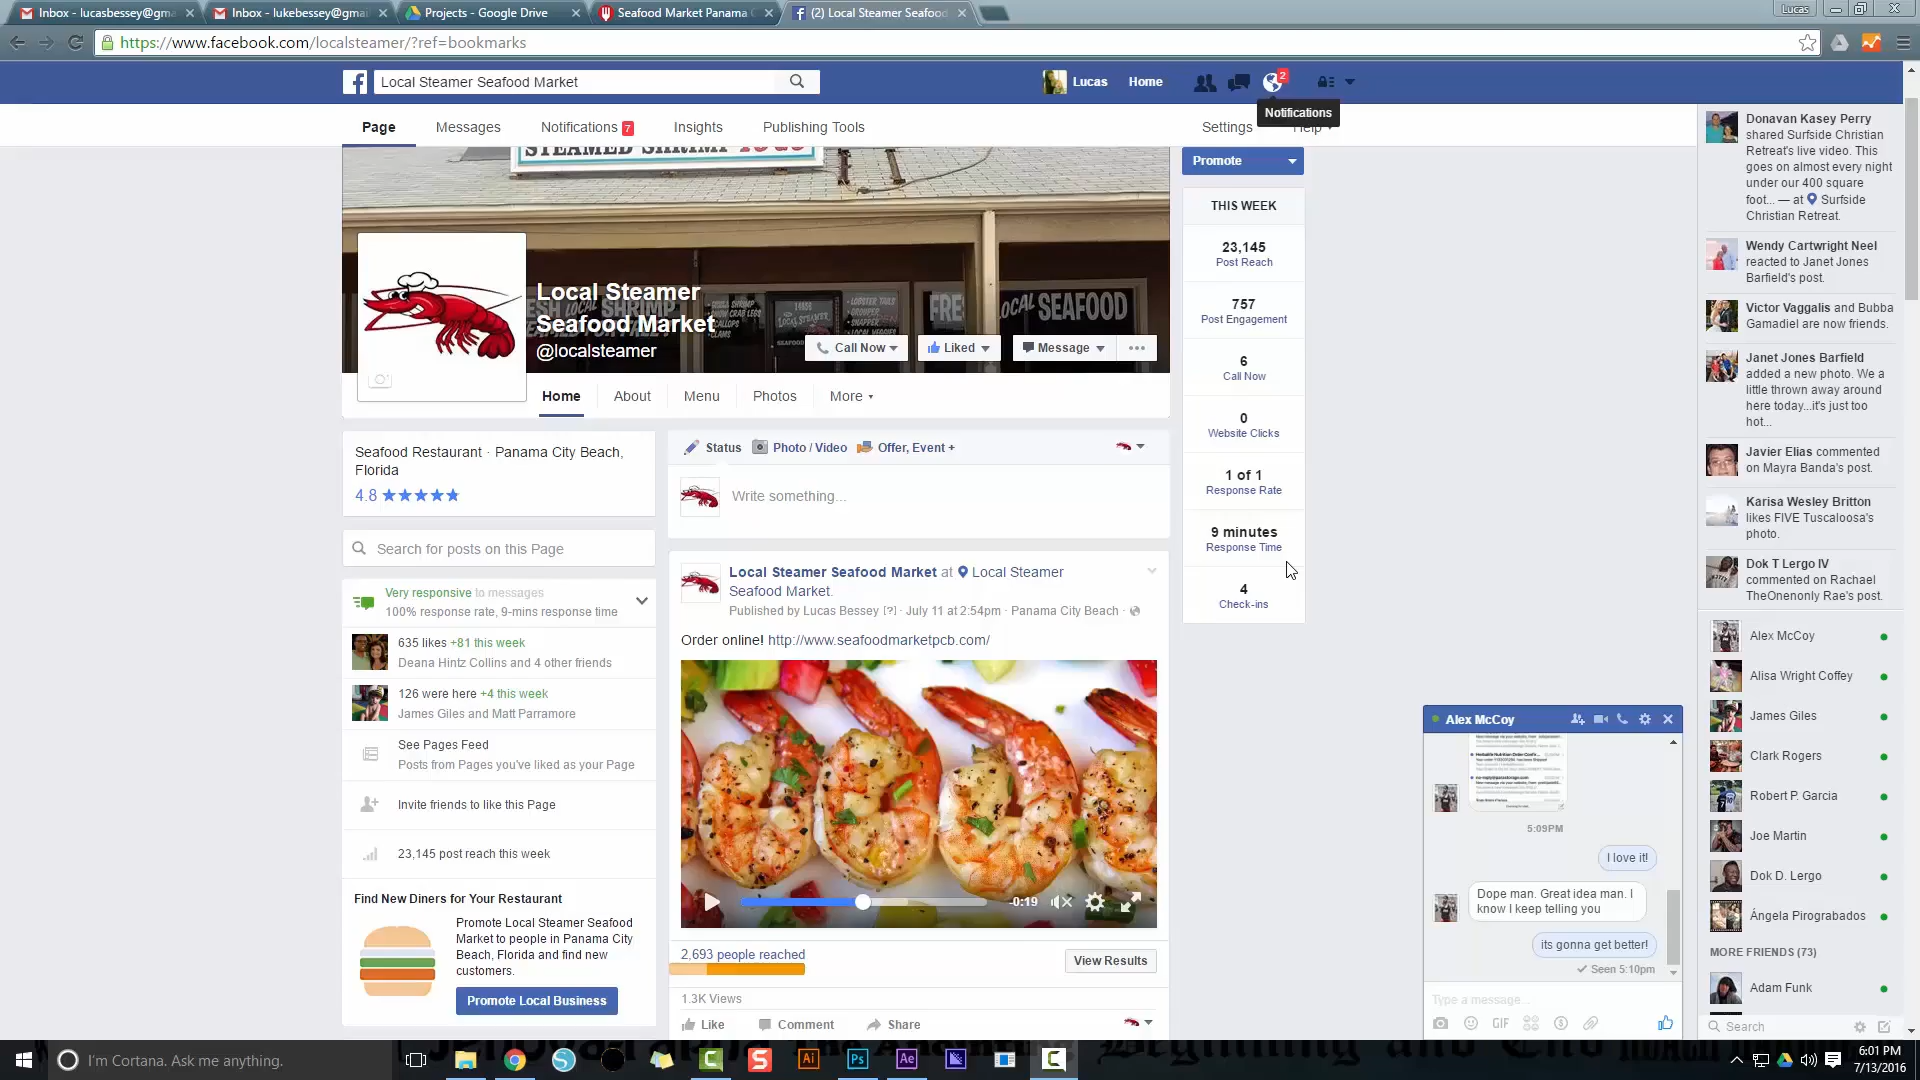 Inbox - lucasbessey@gma
Inbox - lukebessey@gmai
Projects - Google Drive
Seafood Market Panama C
(2) Local Steamer Seafood
Lucas
https://www.facebook.com/localsteamer/?ref=bookmarks
Local Steamer Seafood Market
Lucas
Home
2
Notifications
Page
Messages
Notifications 7
Insights
Publishing Tools
Settings
Help
STEAMED SHRIMP TOGO
Local Steamer
Seafood Market
@localsteamer
FRE
LOCAL SEAFOOD
Call Now
Liked
Message
Home
About
Menu
Photos
More
Promote
THIS WEEK
23,145
Post Reach
757
Post Engagement
6
Call Now
0
Website Clicks
1 of 1
Response Rate
9 minutes
Response Time
4
Check-ins
Seafood Restaurant · Panama City Beach,
Florida
4.8 ★★★★★
Search for posts on this Page
Very responsive to messages
100% response rate, 9-mins response time
635 likes +81 this week
Deana Hintz Collins and 4 other friends
126 were here +4 this week
James Giles and Matt Parramore
See Pages Feed
Posts from Pages you've liked as your Page
Invite friends to like this Page
23,145 post reach this week
Find New Diners for Your Restaurant
Promote Local Steamer Seafood
Market to people in Panama City
Beach, Florida and find new
customers.
Promote Local Business
Status
Photo / Video
Offer, Event +
Write something...
Local Steamer Seafood Market at Local Steamer
Seafood Market.
Published by Lucas Bessey [?] · July 11 at 2:54pm · Panama City Beach ·
Order online! http://www.seafoodmarketpcb.com/
-0:19
2,693 people reached
View Results
1.3K Views
Like
Comment
Share
Donavan Kasey Perry
shared Surfside Christian
Retreat's live video. This
goes on almost every night
under our 400 square
foot... — at Surfside
Christian Retreat.
Wendy Cartwright Neel
reacted to Janet Jones
Barfield's post.
Victor Vaggalis and Bubba
Gamadiel are now friends.
Janet Jones Barfield
added a new photo. We a
little thrown away around
here today...it's just too
hot...
Javier Elias commented
on Mayra Banda's post.
Karisa Wesley Britton
likes FIVE Tuscaloosa's
photo.
Dok T Lergo IV
commented on Rachael
TheOnenonly Rae's post.
Alex McCoy
Alisa Wright Coffey
James Giles
Clark Rogers
Robert P. Garcia
Joe Martin
Dok D. Lergo
Ángela Pirograbados
MORE FRIENDS (73)
Adam Funk
Search
Alex McCoy
5:09PM
I love it!
Dope man. Great idea man. I
know I keep telling you
its gonna get better!
Seen 5:10pm
Type a message...
GIF
I'm Cortana. Ask me anything.
Beginning and End
6:01 PM
7/13/2016